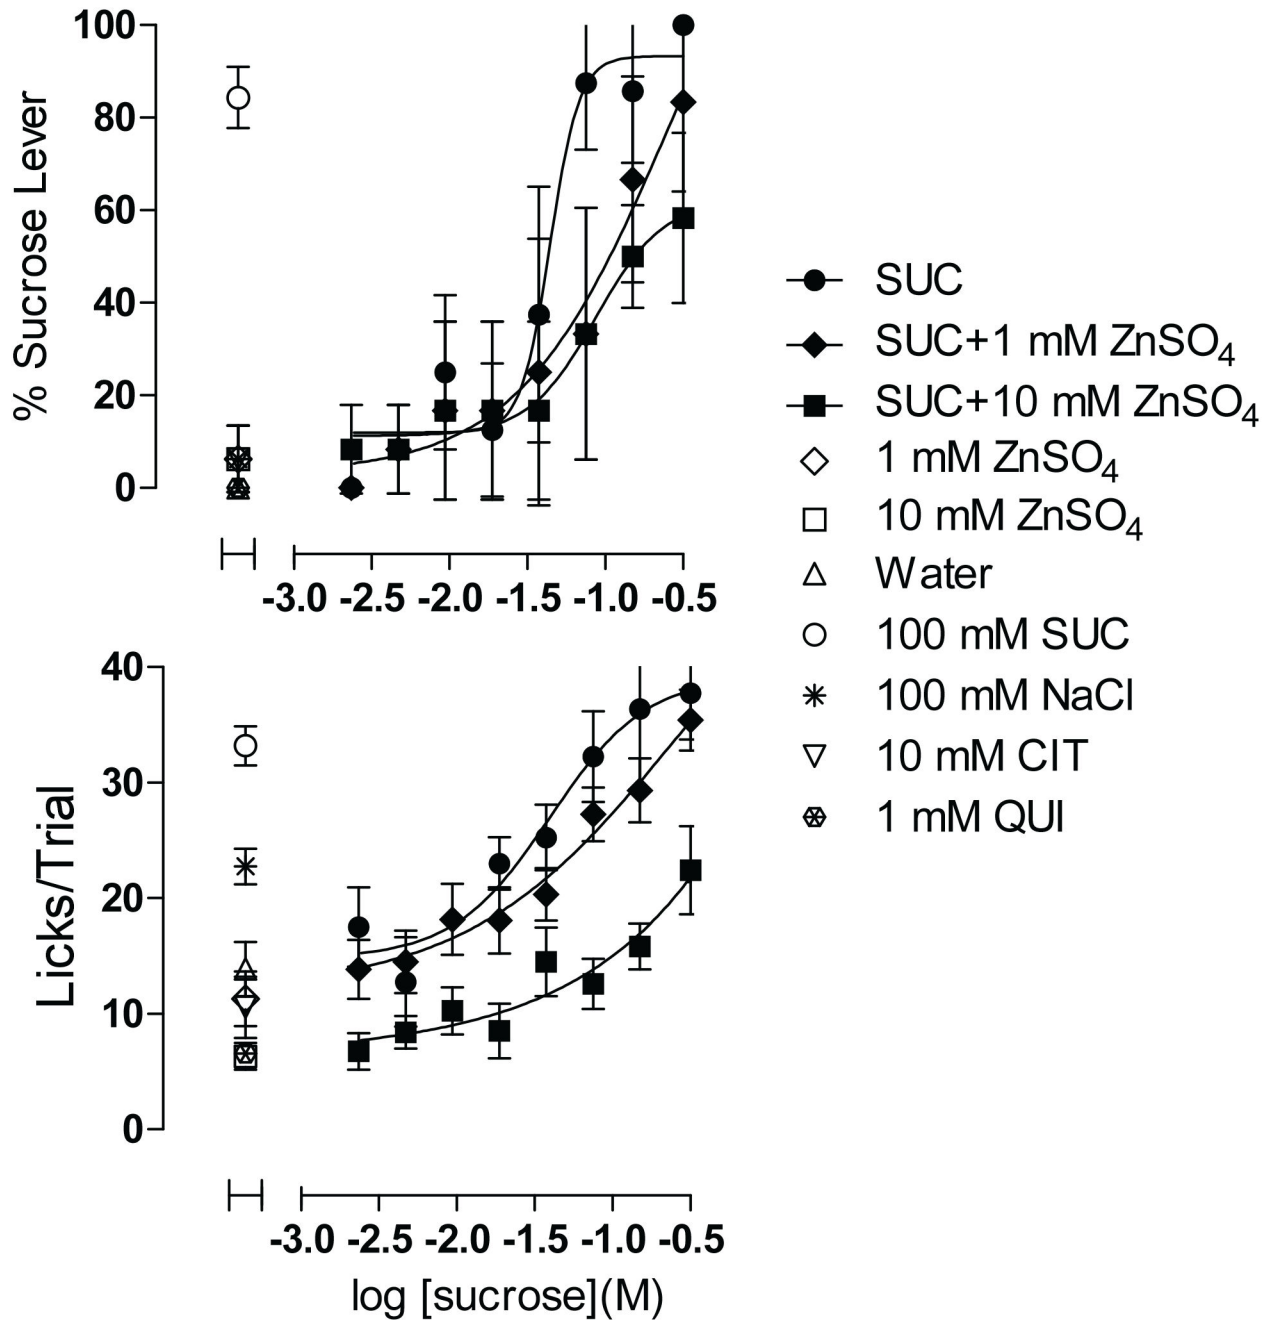 % Sucrose Lever
100
80
60
40
20
0
-3.0 -2.5 -2.0 -1.5 -1.0 -0.5
SUC
SUC+1 mM ZnSO4
SUC+10 mM ZnSO4
1 mM ZnSO4
10 mM ZnSO4
Water
100 mM SUC
100 mM NaCl
10 mM CIT
1 mM QUI
Licks/Trial
40
30
20
10
0
-3.0 -2.5 -2.0 -1.5 -1.0 -0.5
log [sucrose](M)